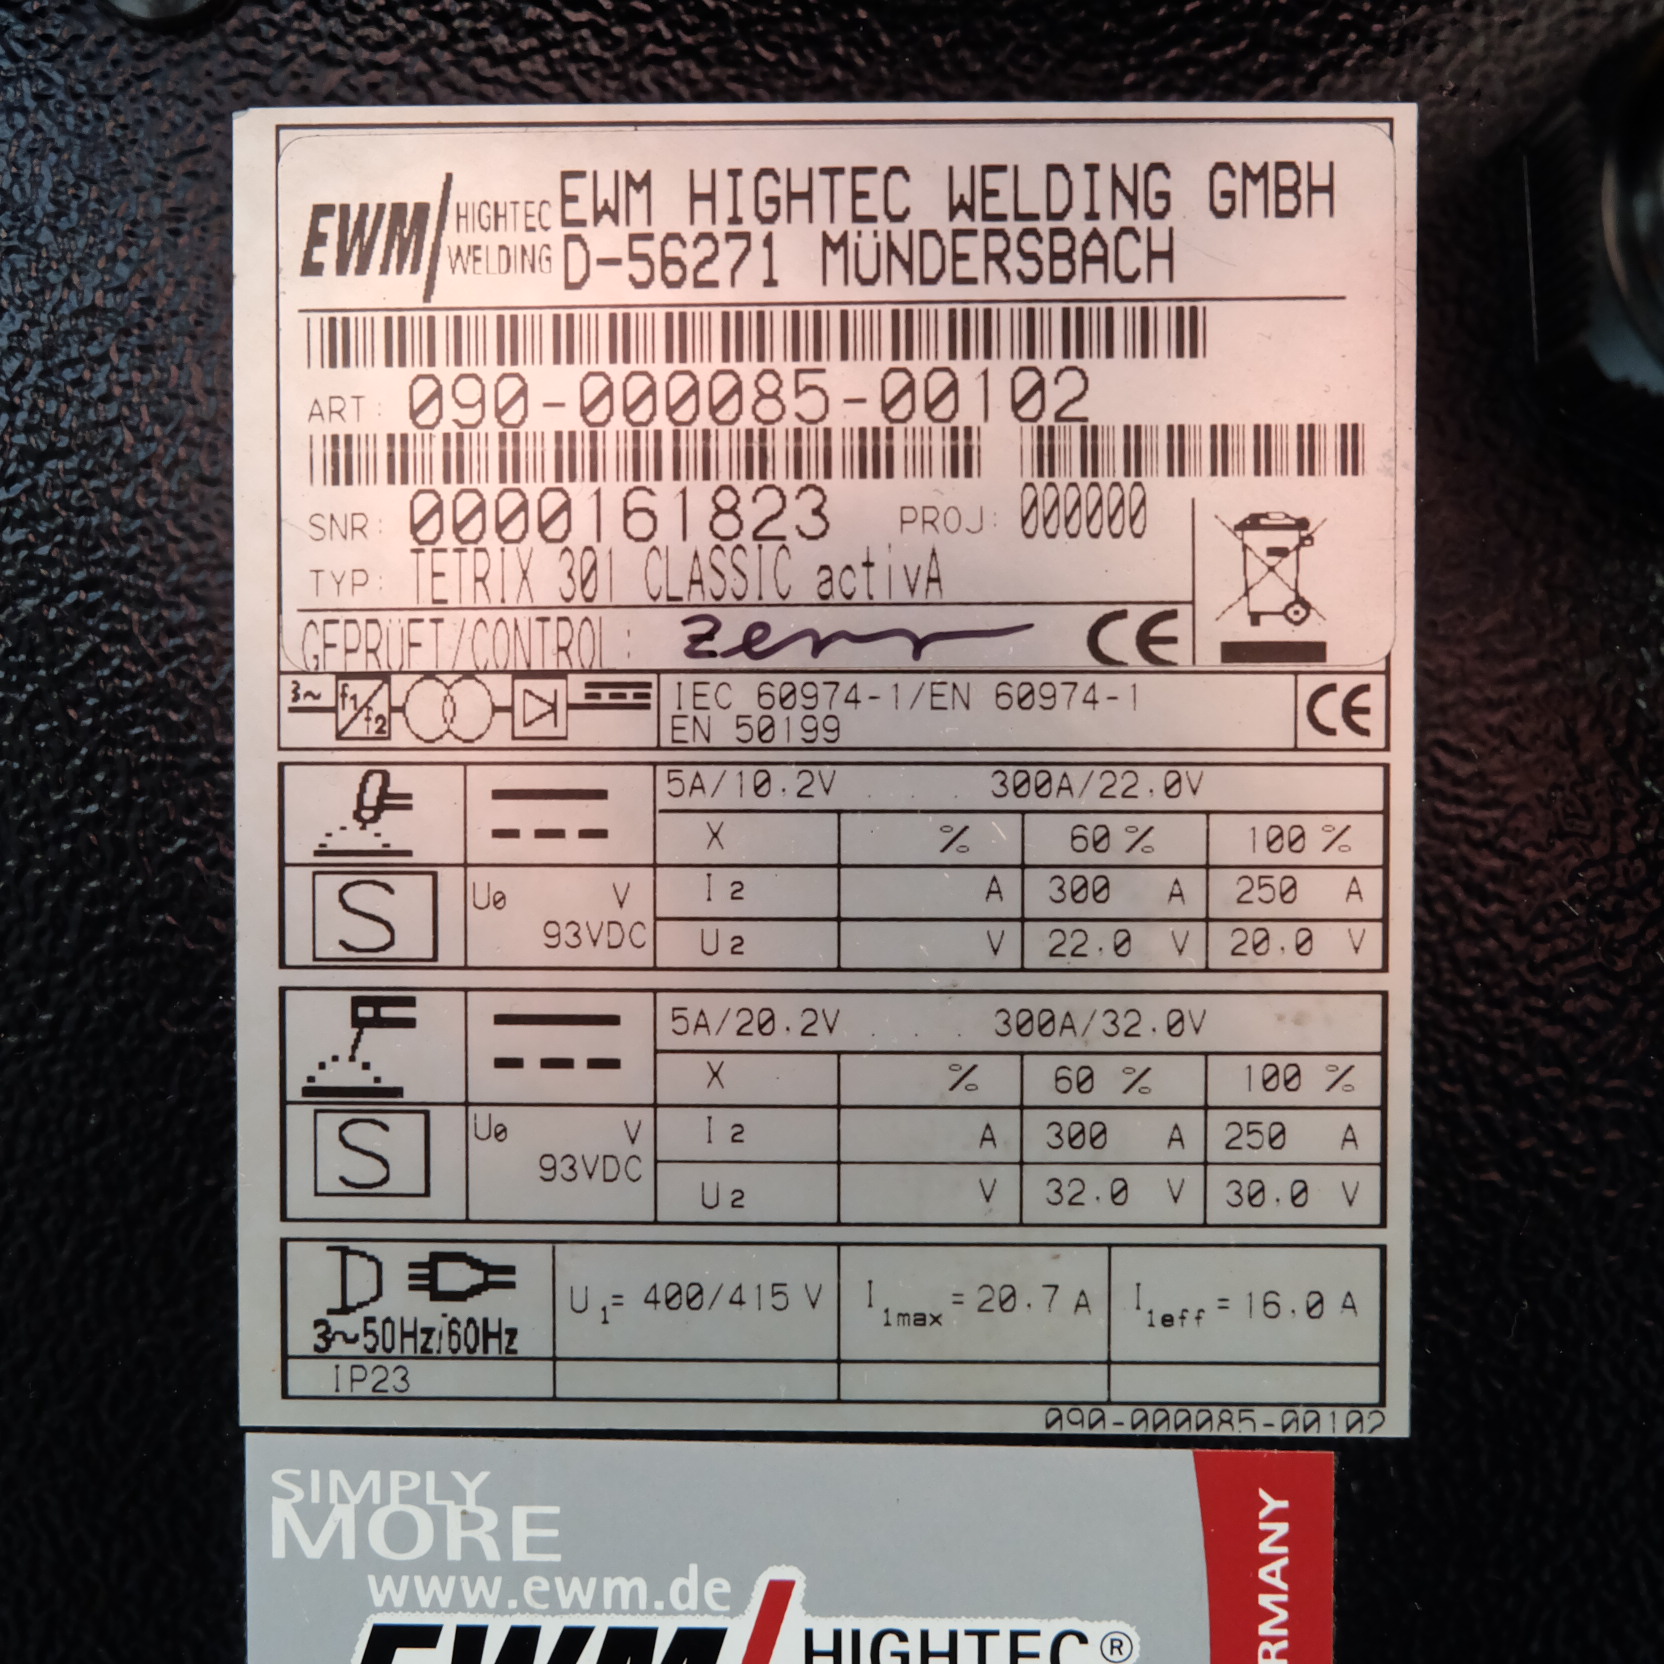 EWM HIGHTEC WELDING
EWM HIGHTEC WELDING GMBH
D-56271 MÜNDERSBACH
ART: 090-000085-00102
SNR: 0000161823 PROJ: 000000
TYP: TETRIX 301 CLASSIC activA
GEPRÜFT/CONTROL: CE
3~ f1/f2 IEC 60974-1/EN 60974-1 CE
EN 50199
5A/10.2V . . . 300A/22.0V
X % 60 % 100 %
S U0 V I2 A 300 A 250 A
93VDC U2 V 22.0 V 20.0 V
5A/20.2V . . . 300A/32.0V
X % 60 % 100 %
S U0 V I2 A 300 A 250 A
93VDC U2 V 32.0 V 30.0 V
3~50Hz/60Hz U1= 400/415 V I1max = 20.7 A I1eff = 16.0 A
IP23
090-000085-00102
SIMPLY
MORE
www.ewm.de
EWM HIGHTEC®
RMANY